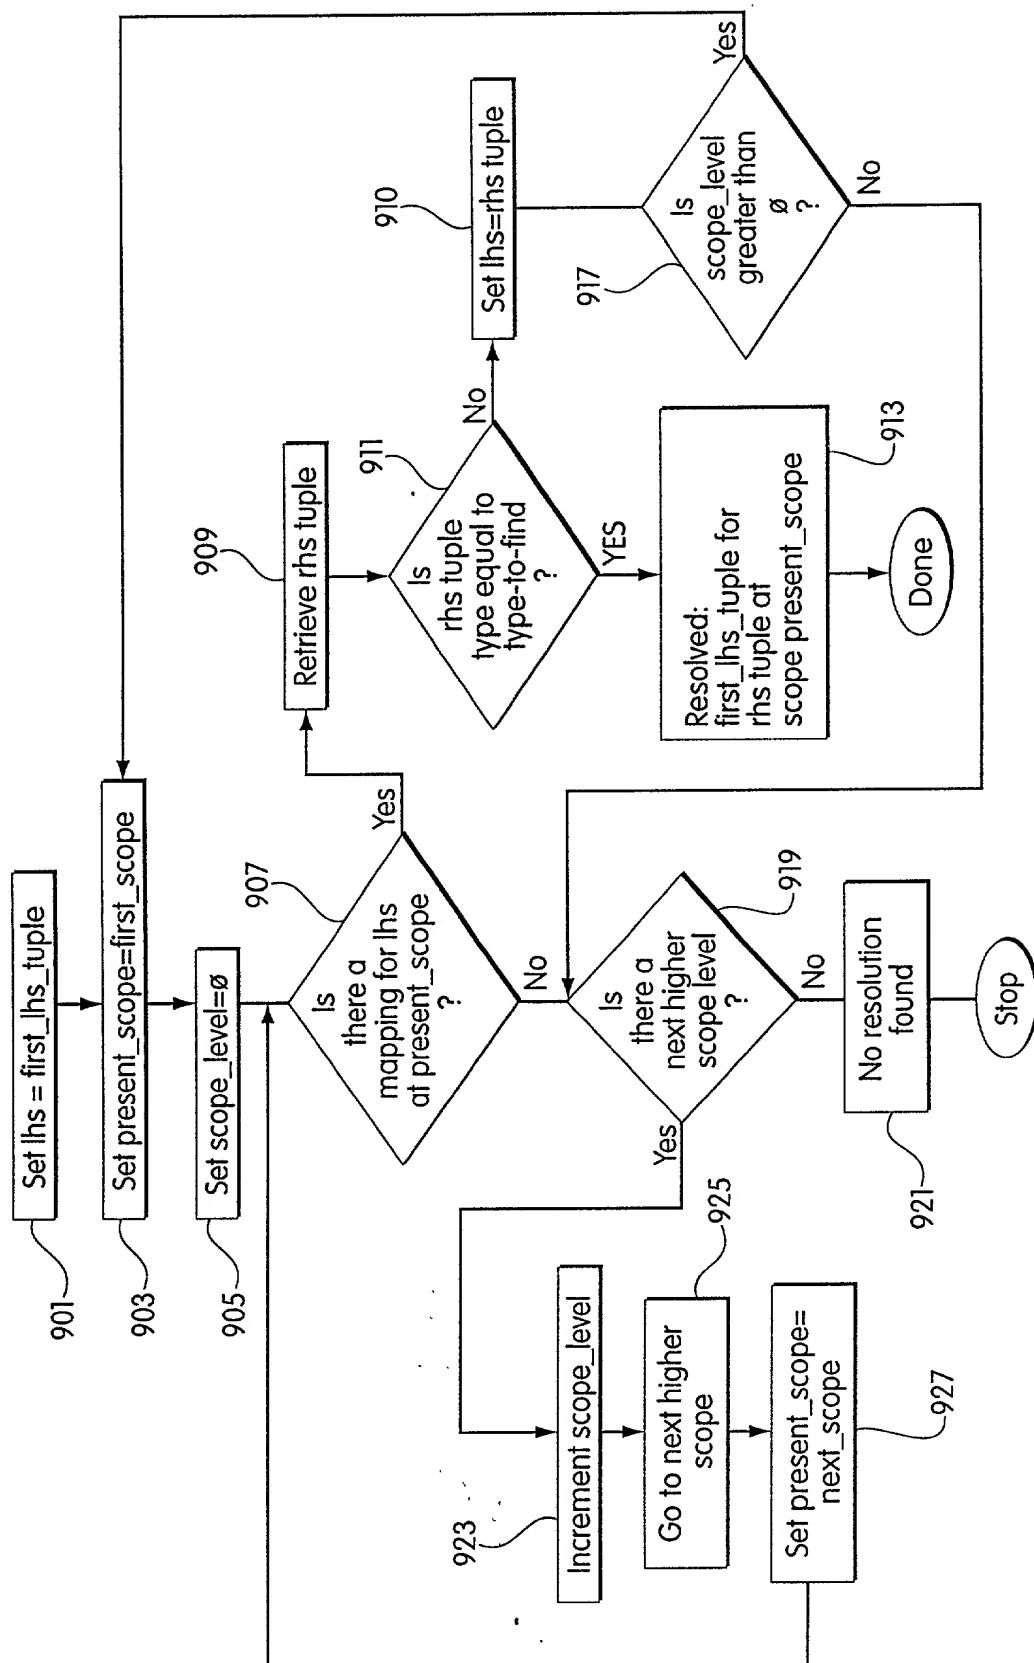 Set lhs = first_lhs_tuple
901
Set present_scope=first_scope
903
Set scope_level=ø
905
Is
there a
mapping for lhs
at present_scope
?
907
Yes
No
Retrieve rhs tuple
909
Is
rhs tuple
type equal to
type-to-find
?
911
No
YES
Set lhs=rhs tuple
910
Resolved:
first_lhs_tuple for
rhs tuple at
scope present_scope
913
Done
Is
scope_level
greater than
ø
?
917
Yes
No
Is
there a
next higher
scope level
?
919
Yes
No
No resolution
found
921
Stop
Increment scope_level
923
Go to next higher
scope
925
Set present_scope=
next_scope
927